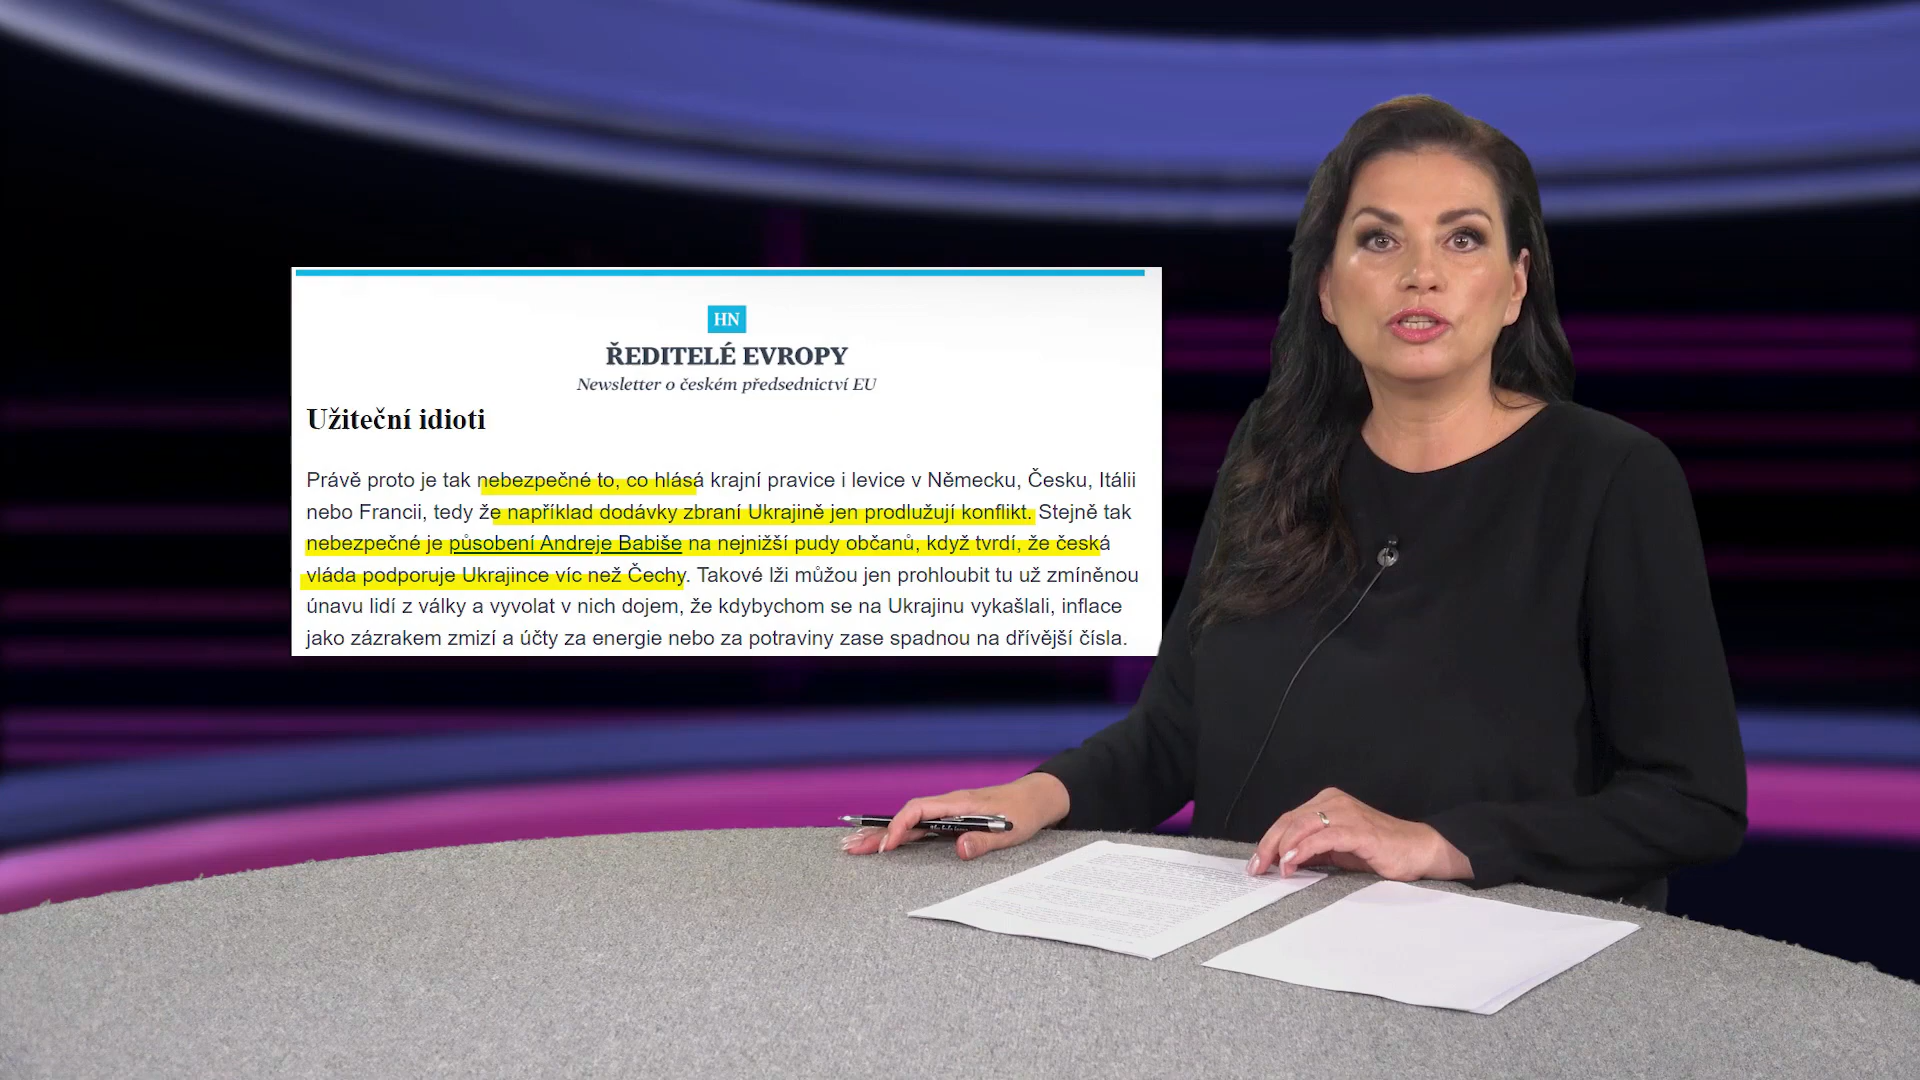 HN
ŘEDITELÉ EVROPY
Newsletter o českém předsednictví EU
Užiteční idioti
Právě proto je tak nebezpečné to, co hlásá krajní pravice i levice v Německu, Česku, Itálii
nebo Francii, tedy že například dodávky zbraní Ukrajině jen prodlužují konflikt. Stejně tak
nebezpečné je působení Andreje Babiše na nejnižší pudy občanů, když tvrdí, že česká
vláda podporuje Ukrajince víc než Čechy. Takové lži můžou jen prohloubit tu už zmíněnou
únavu lidí z války a vyvolat v nich dojem, že kdybychom se na Ukrajinu vykašlali, inflace
jako zázrakem zmizí a účty za energie nebo za potraviny zase spadnou na dřívější čísla.